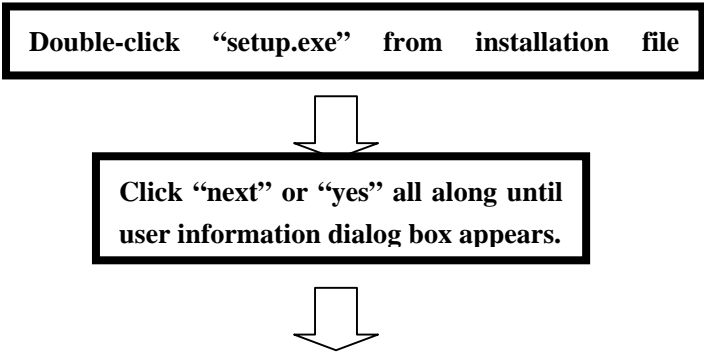 Double-click “setup.exe” from installation file
Click “next” or “yes” all along until
user information dialog box appears.